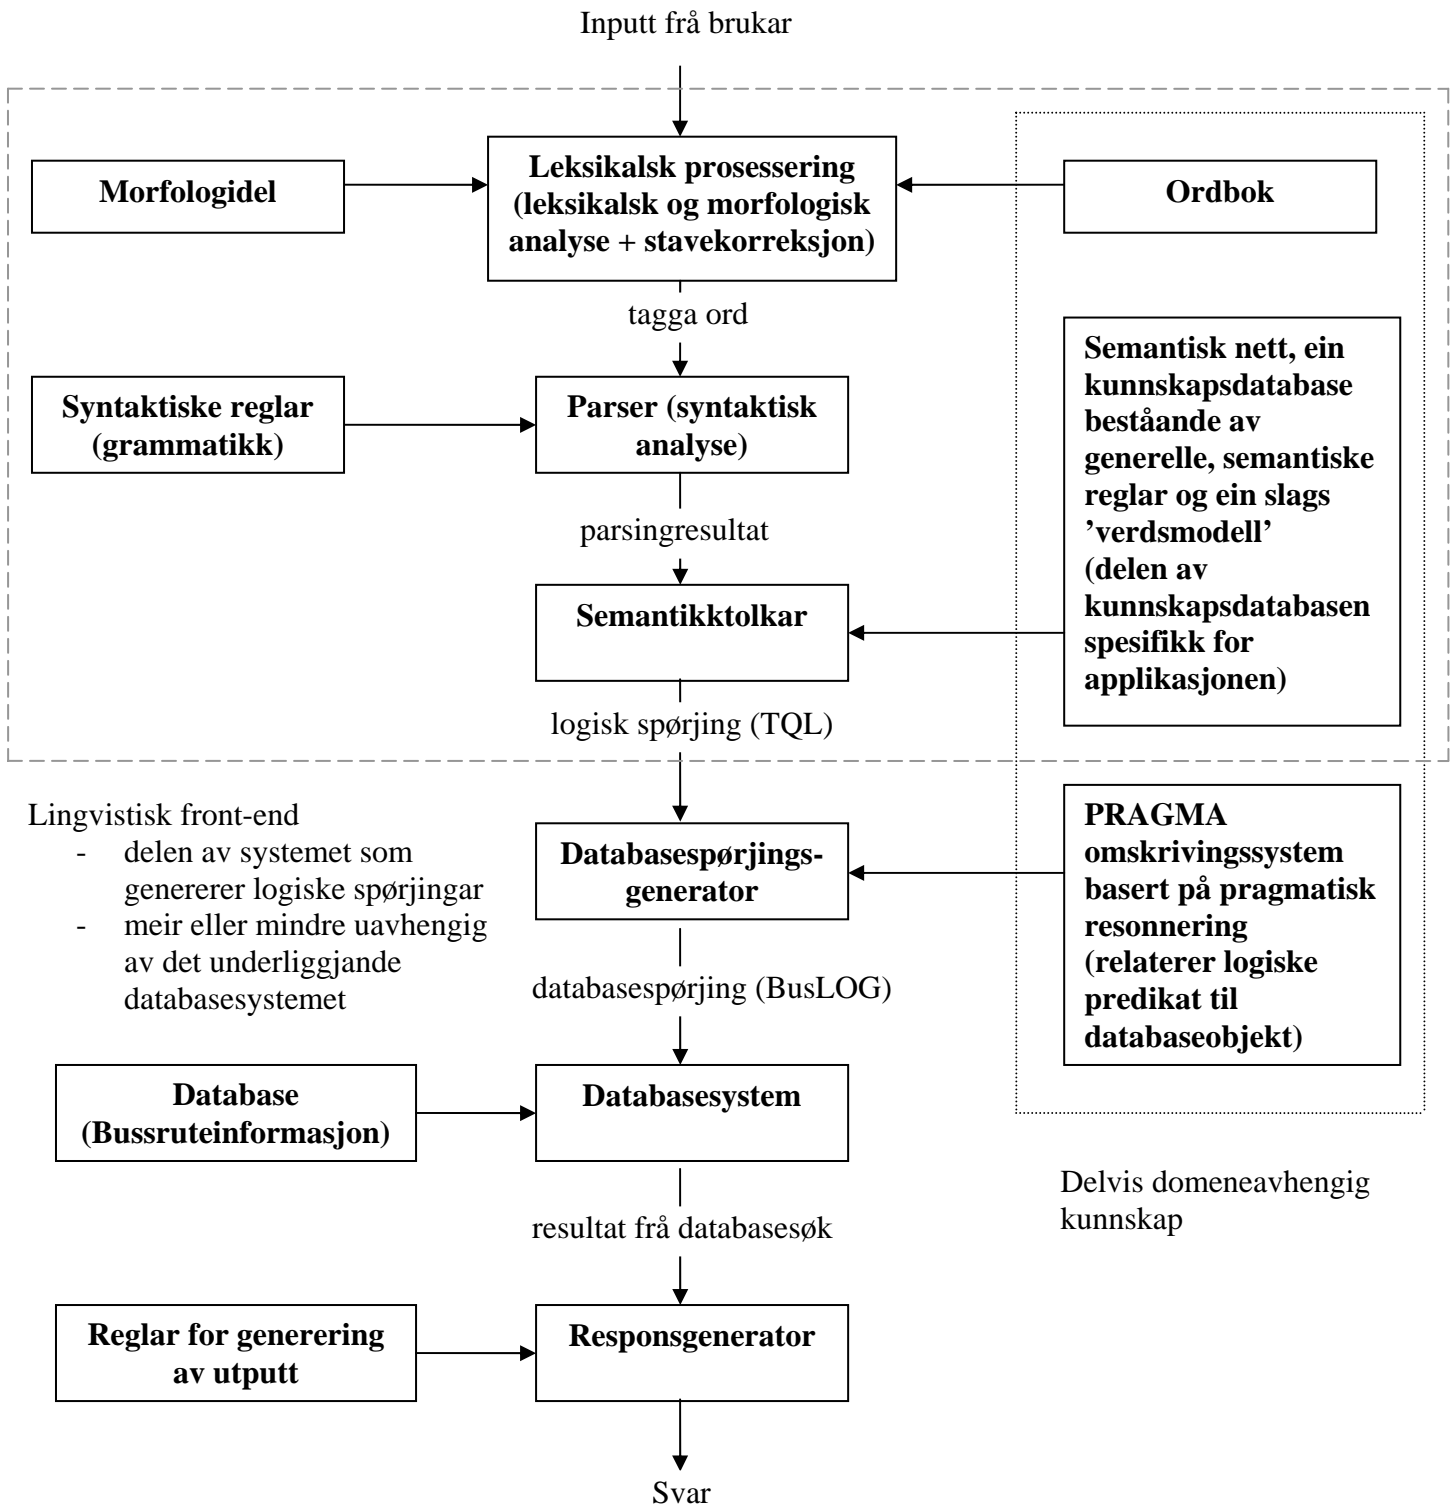 Inputt frå brukar
Morfologidel
Leksikalsk prosessering
(leksikalsk og morfologisk
analyse + stavekorreksjon)
Ordbok
tagga ord
Syntaktiske reglar
(grammatikk)
Parser (syntaktisk
analyse)
Semantisk nett, ein
kunnskapsdatabase
beståande av
generelle, semantiske
reglar og ein slags
’verdsmodell’
(delen av
kunnskapsdatabasen
spesifikk for
applikasjonen)
parsingresultat
Semantikktolkar
logisk spørjing (TQL)
Lingvistisk front-end
- delen av systemet som
genererer logiske spørjingar
- meir eller mindre uavhengig
av det underliggjande
databasesystemet
Databasespørjings-
generator
PRAGMA
omskrivingssystem
basert på pragmatisk
resonnering
(relaterer logiske
predikat til
databaseobjekt)
databasespørjing (BusLOG)
Database
(Bussruteinformasjon)
Databasesystem
Delvis domeneavhengig
kunnskap
resultat frå databasesøk
Reglar for generering
av utputt
Responsgenerator
Svar